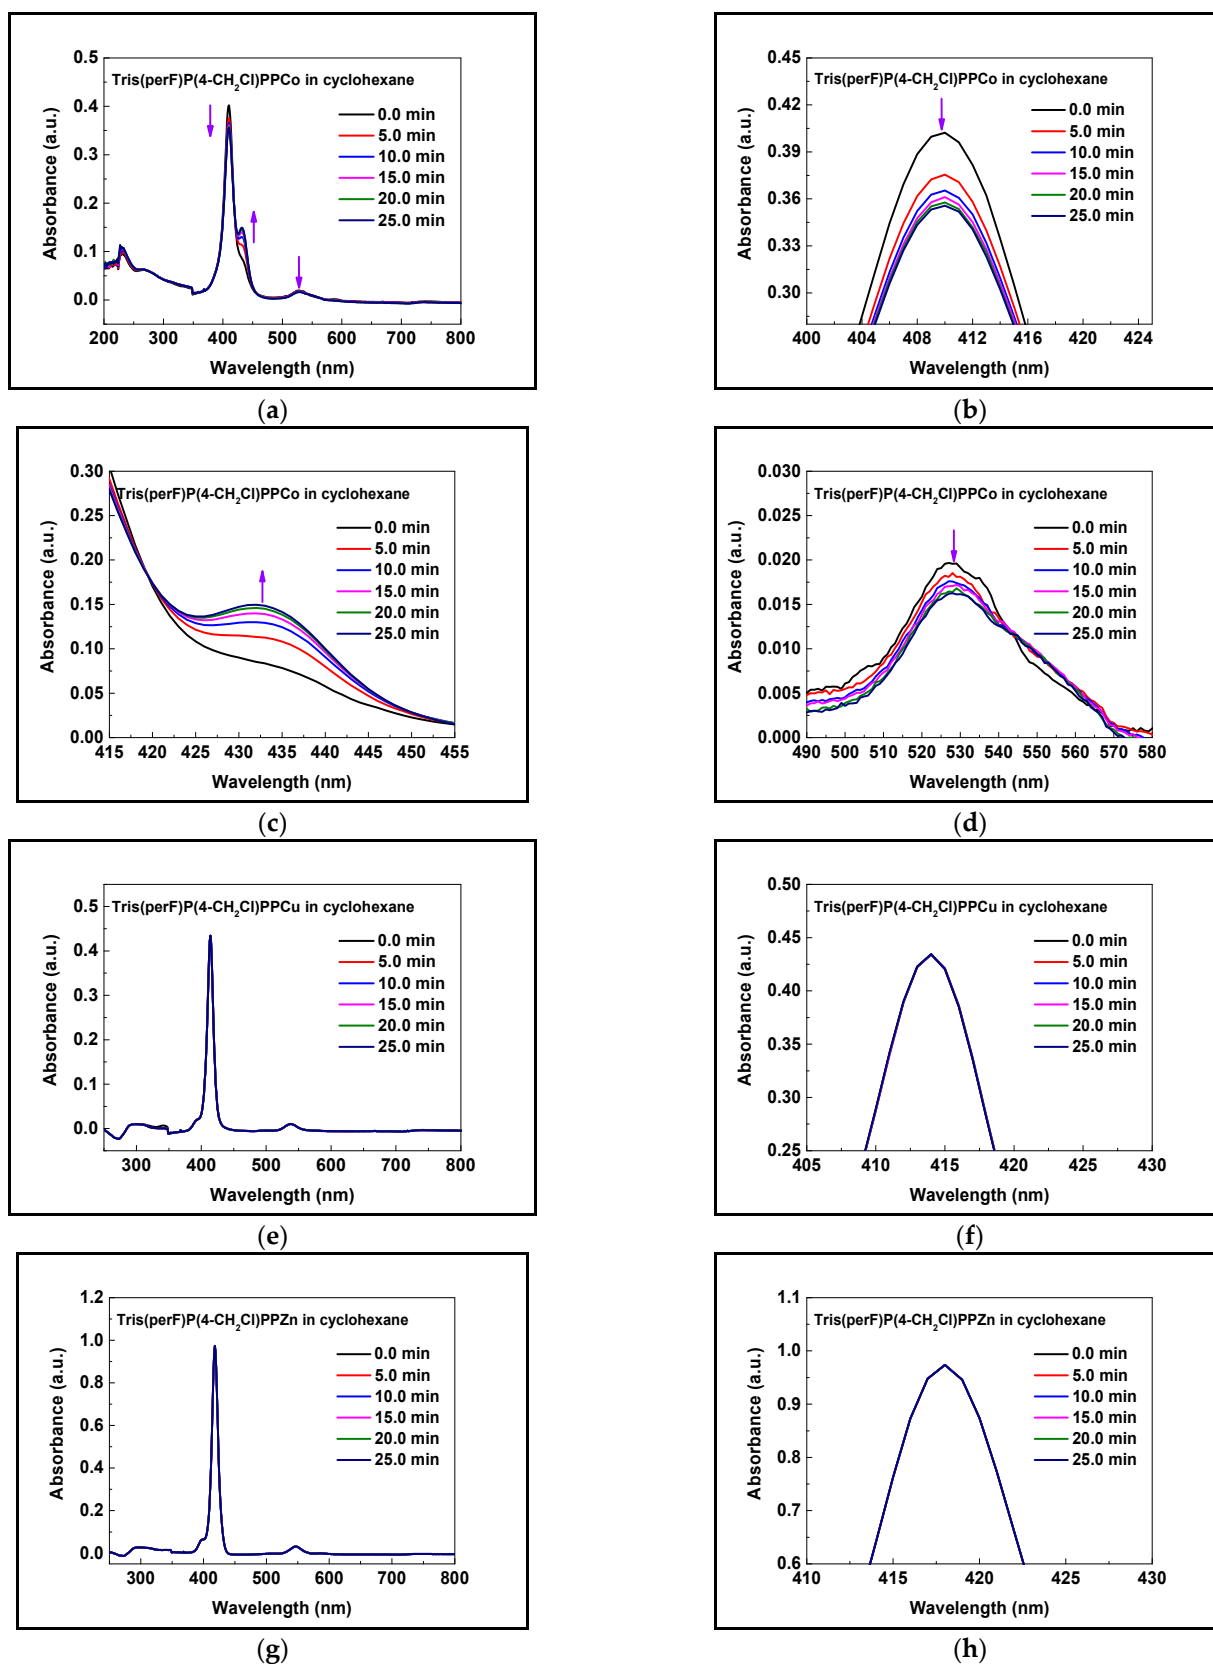 Tris(perF)P(4-CH2Cl)PPCo in cyclohexane
0.0 min
5.0 min
10.0 min
15.0 min
20.0 min
25.0 min
0.5
0.4
0.3
0.2
0.1
0.0
Absorbance (a.u.)
200 300 400 500 600 700 800
Wavelength (nm)
(a)
Tris(perF)P(4-CH2Cl)PPCo in cyclohexane
0.0 min
5.0 min
10.0 min
15.0 min
20.0 min
25.0 min
0.45
0.42
0.39
0.36
0.33
0.30
Absorbance (a.u.)
400 404 408 412 416 420 424
Wavelength (nm)
(b)
Tris(perF)P(4-CH2Cl)PPCo in cyclohexane
0.0 min
5.0 min
10.0 min
15.0 min
20.0 min
25.0 min
0.30
0.25
0.20
0.15
0.10
0.05
0.00
Absorbance (a.u.)
415 420 425 430 435 440 445 450 455
Wavelength (nm)
(c)
Tris(perF)P(4-CH2Cl)PPCo in cyclohexane
0.0 min
5.0 min
10.0 min
15.0 min
20.0 min
25.0 min
0.030
0.025
0.020
0.015
0.010
0.005
0.000
Absorbance (a.u.)
490 500 510 520 530 540 550 560 570 580
Wavelength (nm)
(d)
Tris(perF)P(4-CH2Cl)PPCu in cyclohexane
0.0 min
5.0 min
10.0 min
15.0 min
20.0 min
25.0 min
0.5
0.4
0.3
0.2
0.1
0.0
Absorbance (a.u.)
300 400 500 600 700 800
Wavelength (nm)
(e)
Tris(perF)P(4-CH2Cl)PPCu in cyclohexane
0.0 min
5.0 min
10.0 min
15.0 min
20.0 min
25.0 min
0.50
0.45
0.40
0.35
0.30
0.25
Absorbance (a.u.)
405 410 415 420 425 430
Wavelength (nm)
(f)
Tris(perF)P(4-CH2Cl)PPZn in cyclohexane
0.0 min
5.0 min
10.0 min
15.0 min
20.0 min
25.0 min
1.2
1.0
0.8
0.6
0.4
0.2
0.0
Absorbance (a.u.)
300 400 500 600 700 800
Wavelength (nm)
(g)
Tris(perF)P(4-CH2Cl)PPZn in cyclohexane
0.0 min
5.0 min
10.0 min
15.0 min
20.0 min
25.0 min
1.1
1.0
0.9
0.8
0.7
0.6
Absorbance (a.u.)
410 415 420 425 430
Wavelength (nm)
(h)